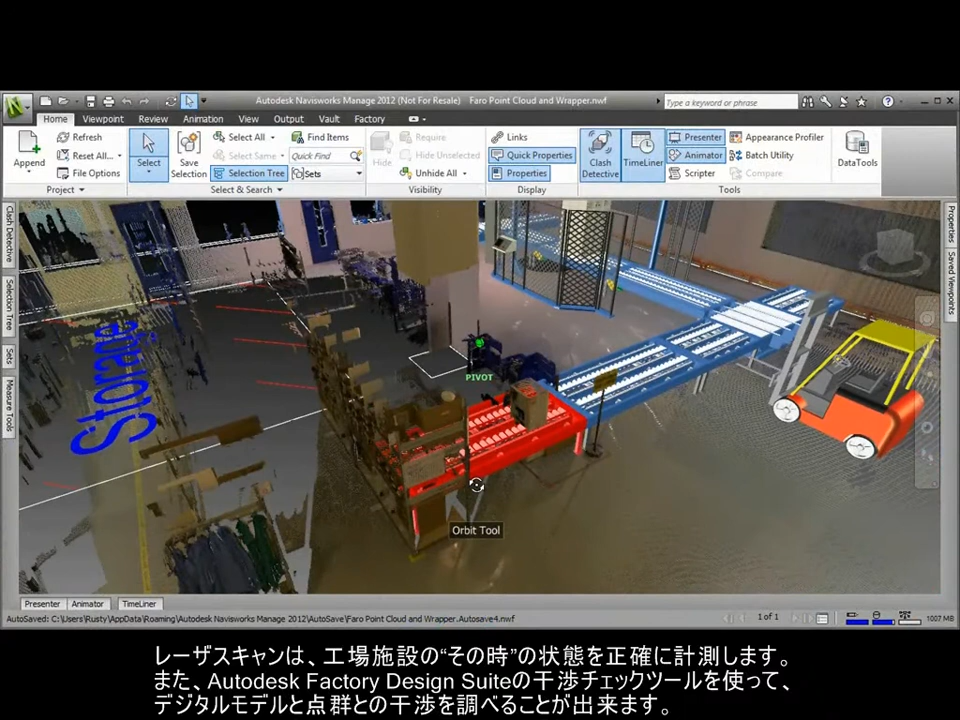 Autodesk Navisworks Manage 2012 (Not For Resale) Faro Point Cloud and Wrapper.nwf
Type a keyword or phrase
Home Viewpoint Review Animation View Output Vault Factory
Append
Refresh
Reset All...
File Options
Project
Select
Save Selection
Select All
Select Same
Selection Tree
Find Items
Quick Find
Sets
Select & Search
Hide
Require
Hide Unselected
Unhide All
Visibility
Links
Quick Properties
Properties
Display
Clash Detective
TimeLiner
Presenter
Animator
Scripter
Appearance Profiler
Batch Utility
Compare
Tools
DataTools
Clash Detective
Selection Tree
Sets
Measure Tools
Properties
Saved Viewpoints
Storage
PIVOT
Orbit Tool
Presenter Animator TimeLiner
AutoSaved: C:\Users\Rusty\AppData\Roaming\Autodesk Navisworks Manage 2012\AutoSave\Faro Point Cloud and Wrapper.Autosave4.nwf
1 of 1
1007 MB
レーザスキャンは、工場施設の“その時”の状態を正確に計測します。
また、Autodesk Factory Design Suiteの干渉チェックツールを使って、
デジタルモデルと点群との干渉を調べることが出来ます。